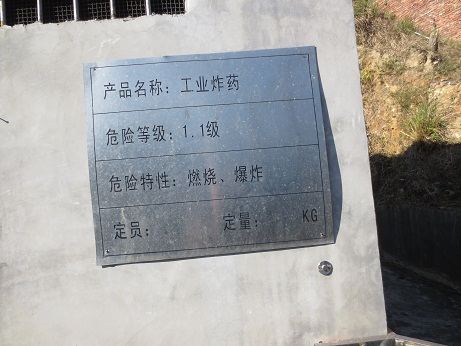 产品名称：工业炸药
危险等级：1.1级
危险特性：燃烧、爆炸
定员： 定量： KG